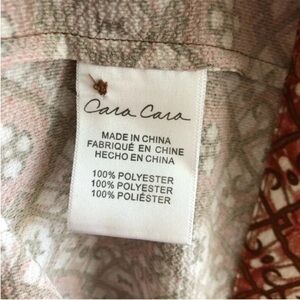 Cara Cara
MADE IN CHINA
FABRIQUÉ EN CHINE
HECHO EN CHINA
100% POLYESTER
100% POLYESTER
100% POLIÉSTER